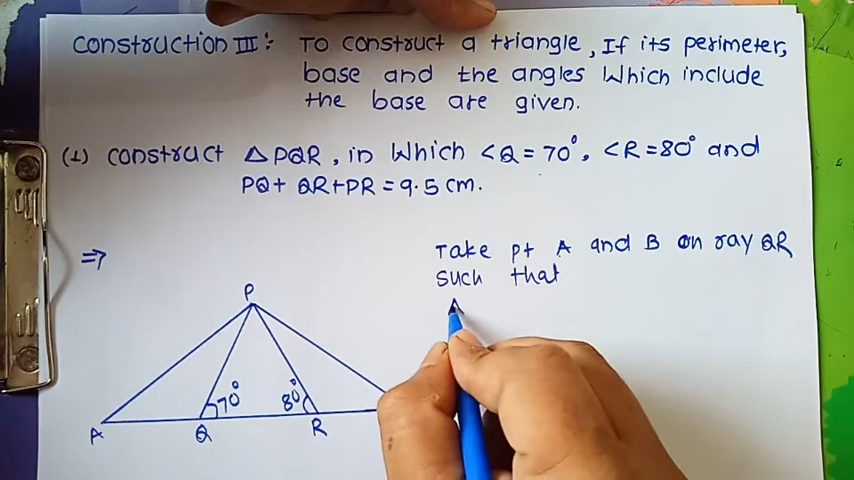 Construction III:- To construct a triangle, If its perimeter,
base and the angles which include
the base are given.
(1) construct △PQR, in which <Q = 70°, <R = 80° and
PQ + QR + PR = 9.5 cm.
⇒ Take pt A and B on ray QR
such that
P
70° 80°
A Q R